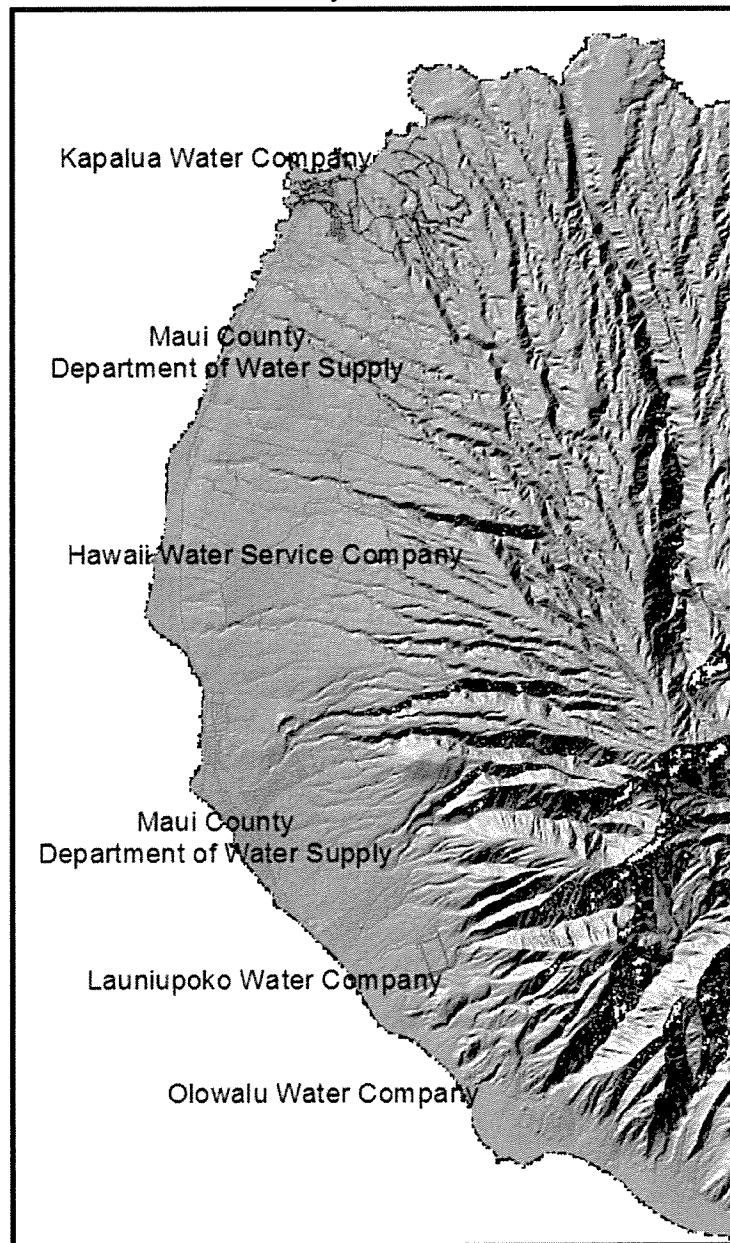 Kapalua Water Company
Maui County
Department of Water Supply
Hawaii Water Service Company
Maui County
Department of Water Supply
Launiupoko Water Company
Olowalu Water Company